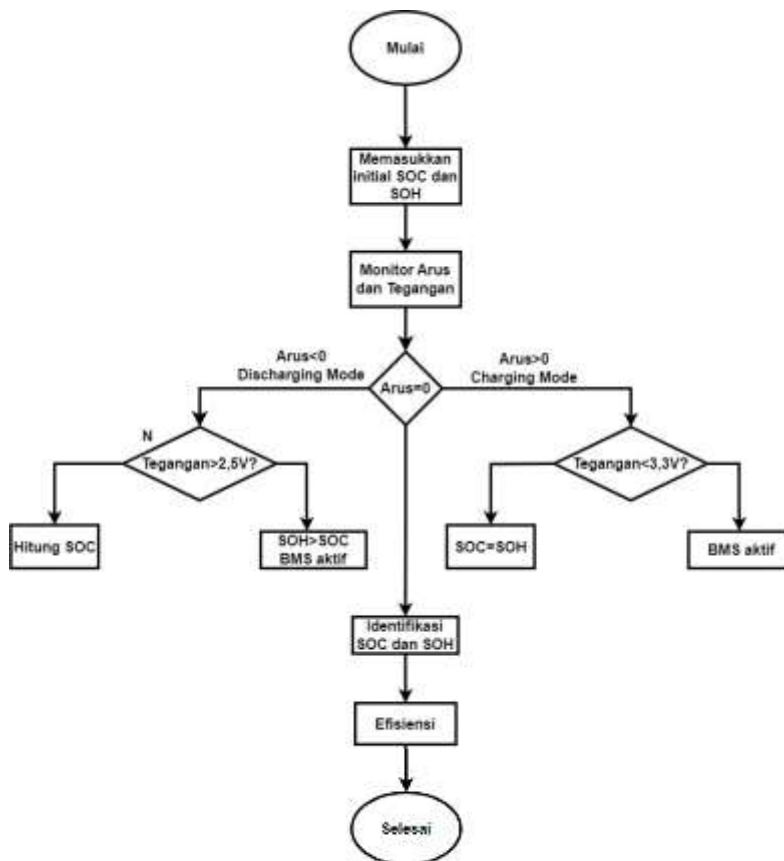 Mulai
Memasukkan
initial SOC dan
SOH
Monitor Arus
dan Tegangan
Arus<0
Discharging Mode
Arus=0
Arus>0
Charging Mode
N
Tegangan>2,5V?
Tegangan<3,3V?
Hitung SOC
SOH>SOC
BMS aktif
SOC=SOH
BMS aktif
Identifikasi
SOC dan SOH
Efisiensi
Selesai